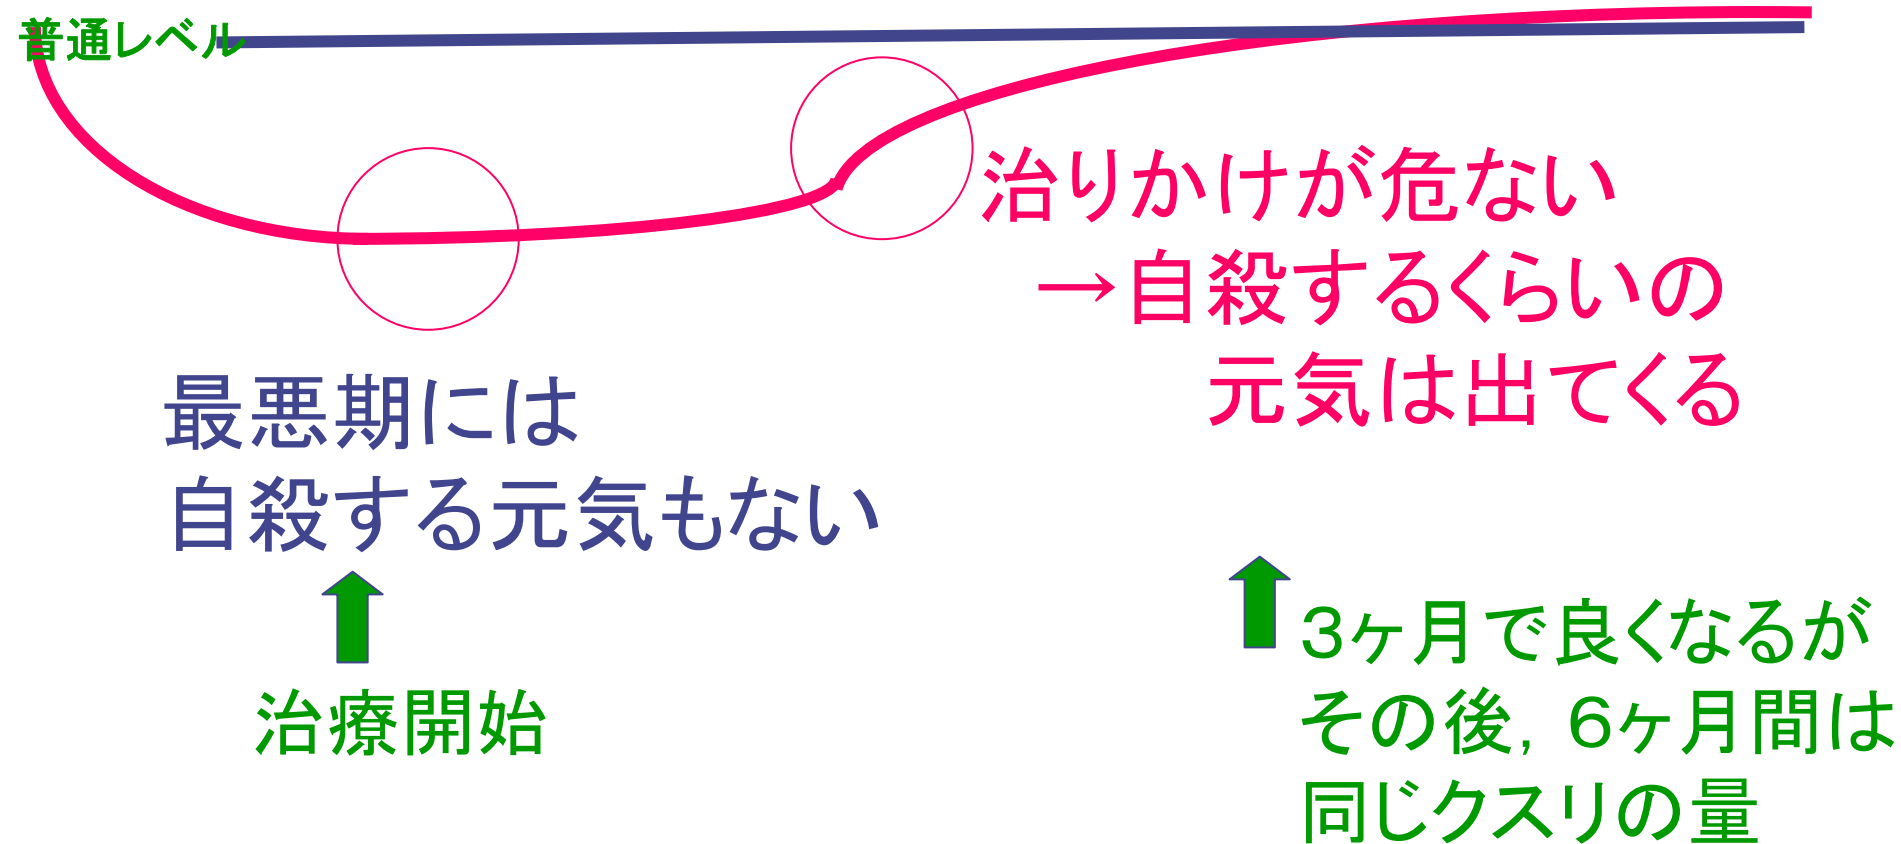 普通レベル
治りかけが危ない
→自殺するくらいの
元気は出てくる
最悪期には
自殺する元気もない
治療開始
３ヶ月で良くなるが
その後，６ヶ月間は
同じクスリの量